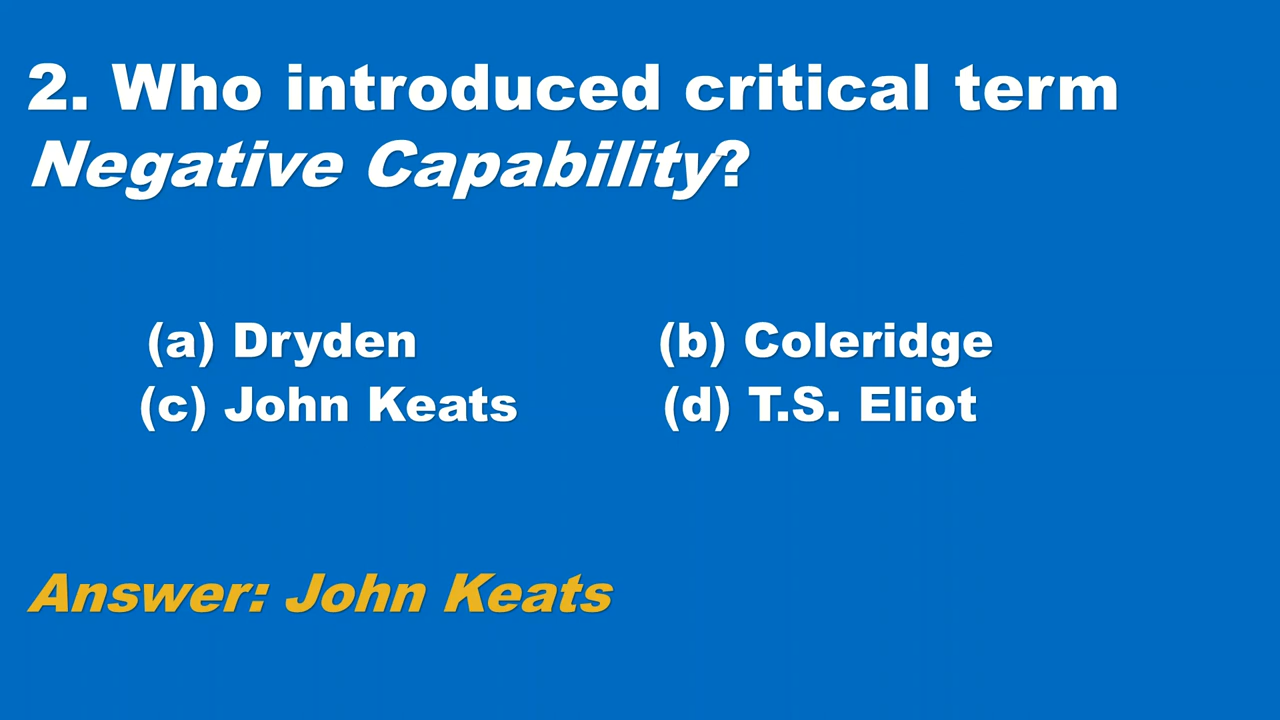 2. Who introduced critical term
Negative Capability?
(a) Dryden (b) Coleridge
(c) John Keats (d) T.S. Eliot
Answer: John Keats